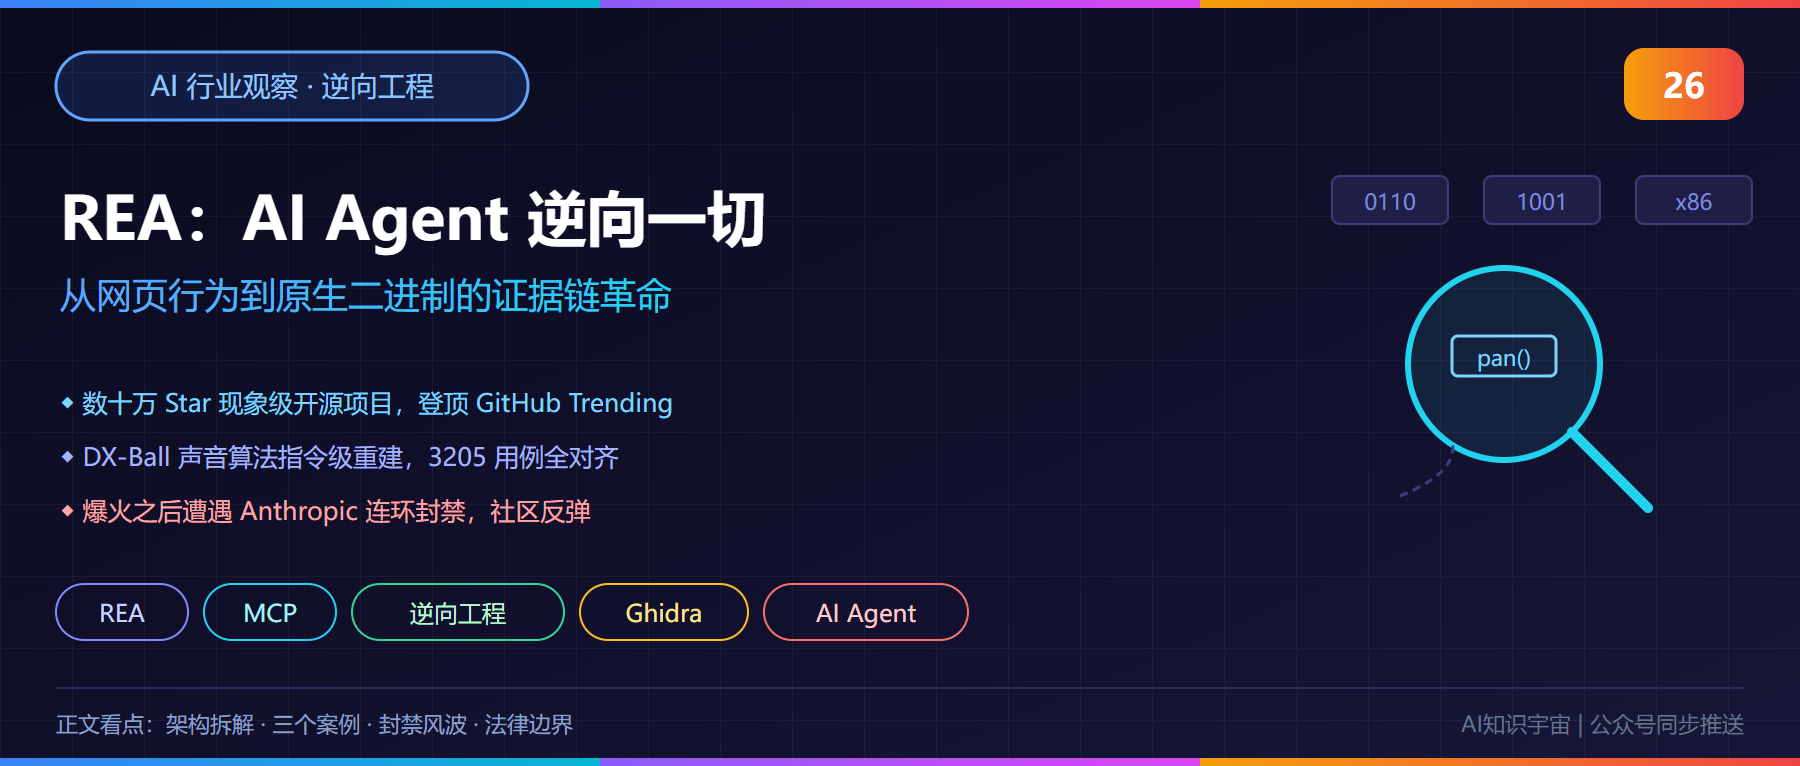 AI 行业观察 · 逆向工程
26
REA：AI Agent 逆向一切
从网页行为到原生二进制的证据链革命
0110
1001
x86
pan()
◆ 数十万 Star 现象级开源项目，登顶 GitHub Trending
◆ DX-Ball 声音算法指令级重建，3205 用例全对齐
◆ 爆火之后遭遇 Anthropic 连环封禁，社区反弹
REA
MCP
逆向工程
Ghidra
AI Agent
正文看点：架构拆解 · 三个案例 · 封禁风波 · 法律边界
AI知识宇宙 | 公众号同步推送